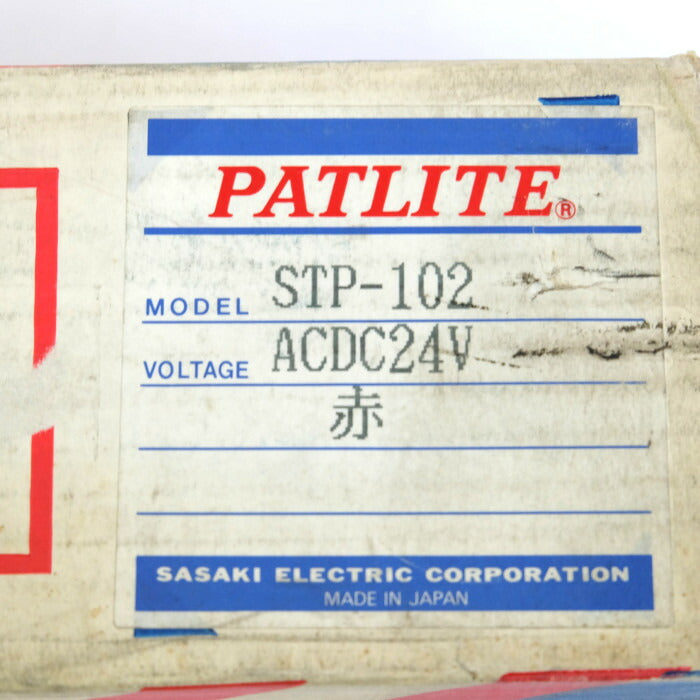 PATLITE®
MODEL STP-102
VOLTAGE ACDC24V
赤
SASAKI ELECTRIC CORPORATION
MADE IN JAPAN